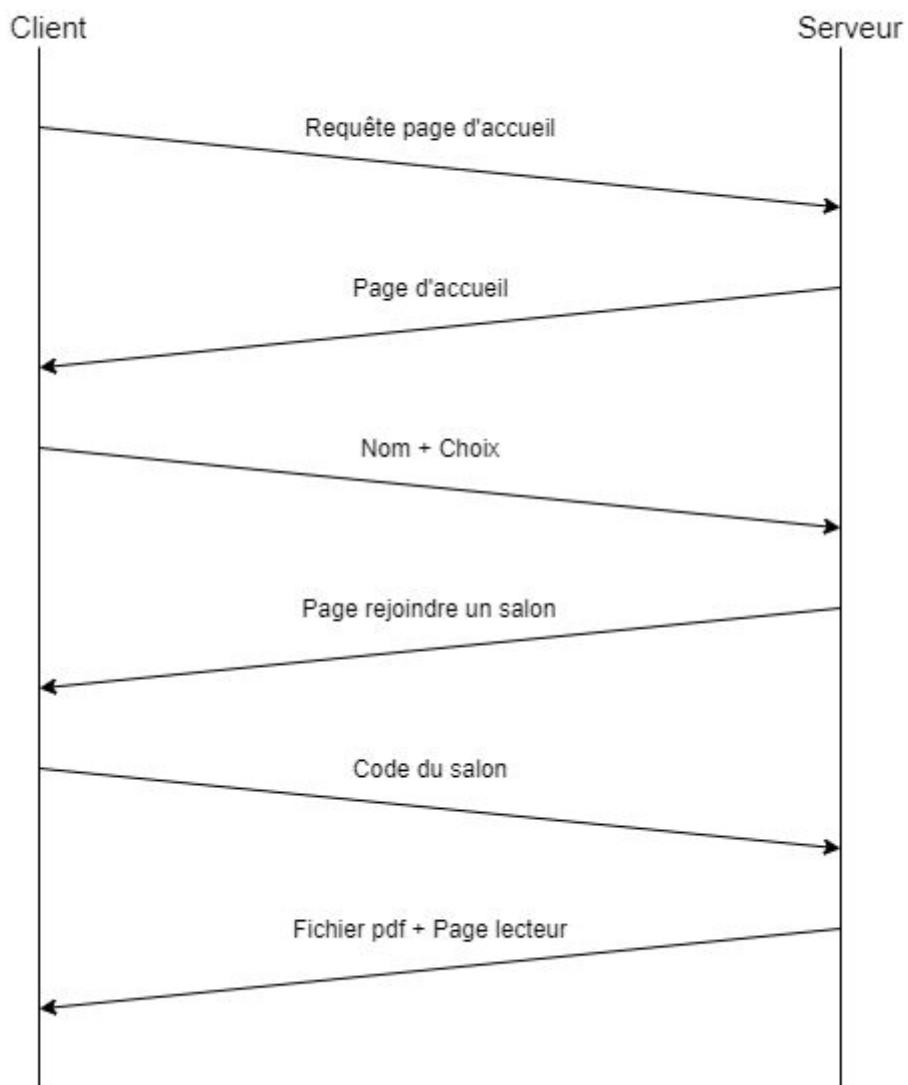 Client
Serveur
Requête page d'accueil
Page d'accueil
Nom + Choix
Page rejoindre un salon
Code du salon
Fichier pdf + Page lecteur